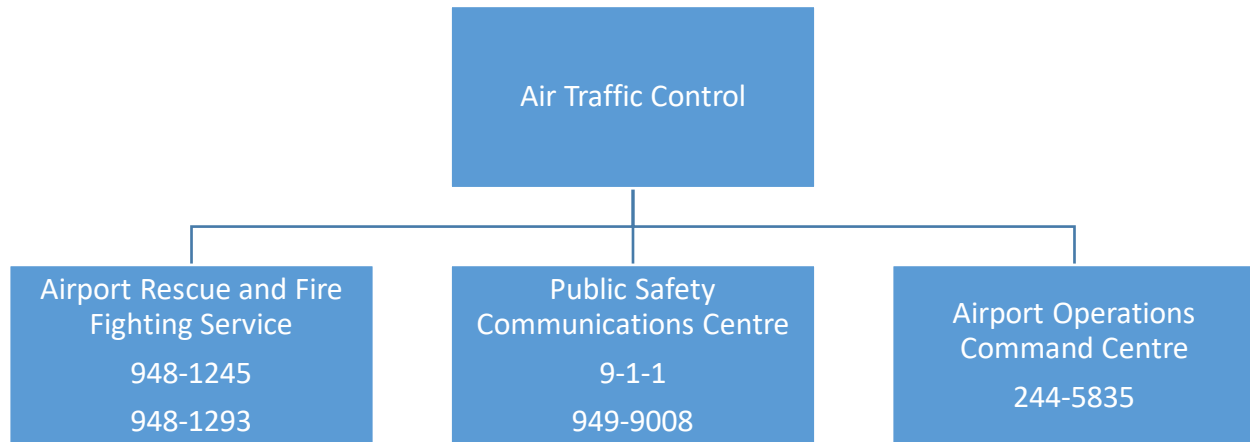 Air Traffic Control
Airport Rescue and Fire
Fighting Service
948-1245
948-1293
Public Safety
Communications Centre
9-1-1
949-9008
Airport Operations
Command Centre
244-5835